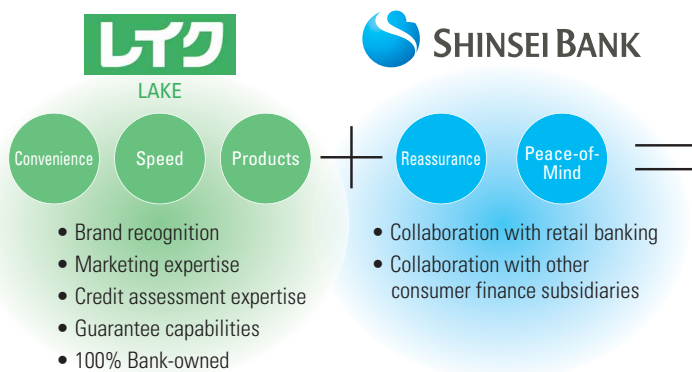 レイク
LAKE
SHINSEI BANK
Convenience
Speed
Products
+
Reassurance
Peace-of-
Mind
=
• Brand recognition
• Marketing expertise
• Credit assessment expertise
• Guarantee capabilities
• 100% Bank-owned
• Collaboration with retail banking
• Collaboration with other
consumer finance subsidiaries